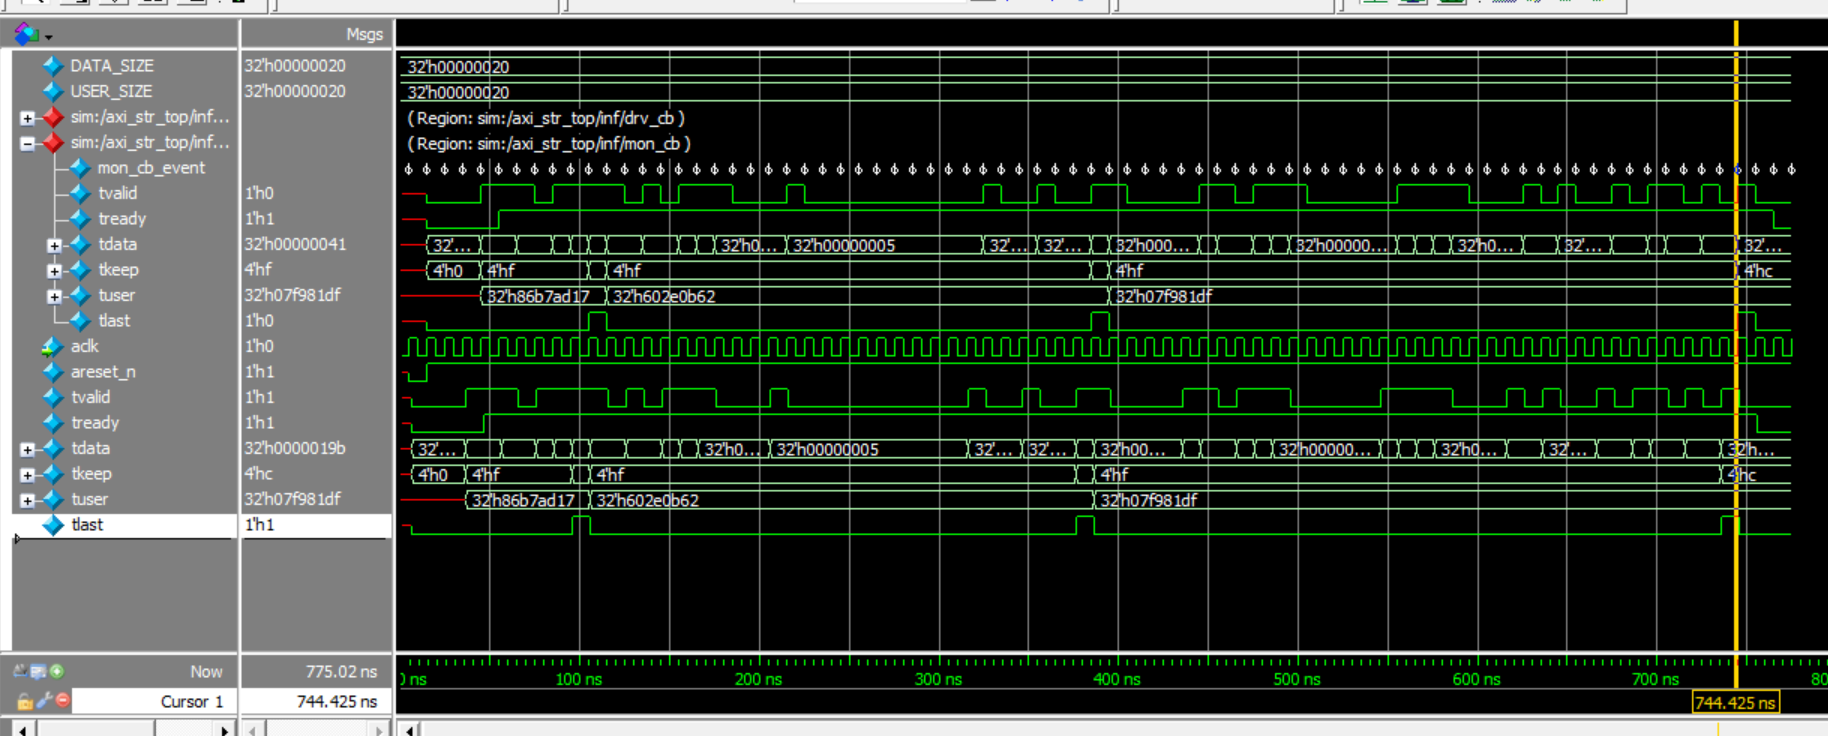 Msgs
DATA_SIZE 32'h00000020 32'h00000020
USER_SIZE 32'h00000020 32'h00000020
sim:/axi_str_top/inf... (Region: sim:/axi_str_top/inf/drv_cb )
sim:/axi_str_top/inf... (Region: sim:/axi_str_top/inf/mon_cb )
mon_cb_event
tvalid 1'h0
tready 1'h1
tdata 32'h00000041 32'... 32'h0... 32'h00000005 32'... 32'... 32'h000... 32'h00000... 32'h0... 32'... 32'...
tkeep 4'hf 4'h0 4'hf 4'hf 4'hf 4'hc
tuser 32'h07f981df 32'h86b7ad17 32'h602e0b62 32'h07f981df
tlast 1'h0
aclk 1'h0
areset_n 1'h1
tvalid 1'h1
tready 1'h1
tdata 32'h0000019b 32'... 32'h0... 32'h00000005 32'... 32'... 32'h00... 32'h00000... 32'h0... 32'... 32'h...
tkeep 4'hc 4'h0 4'hf 4'hf 4'hf 4'hc
tuser 32'h07f981df 32'h86b7ad17 32'h602e0b62 32'h07f981df
tlast 1'h1
Now 775.02 ns ns 100 ns 200 ns 300 ns 400 ns 500 ns 600 ns 700 ns
Cursor 1 744.425 ns 744.425 ns